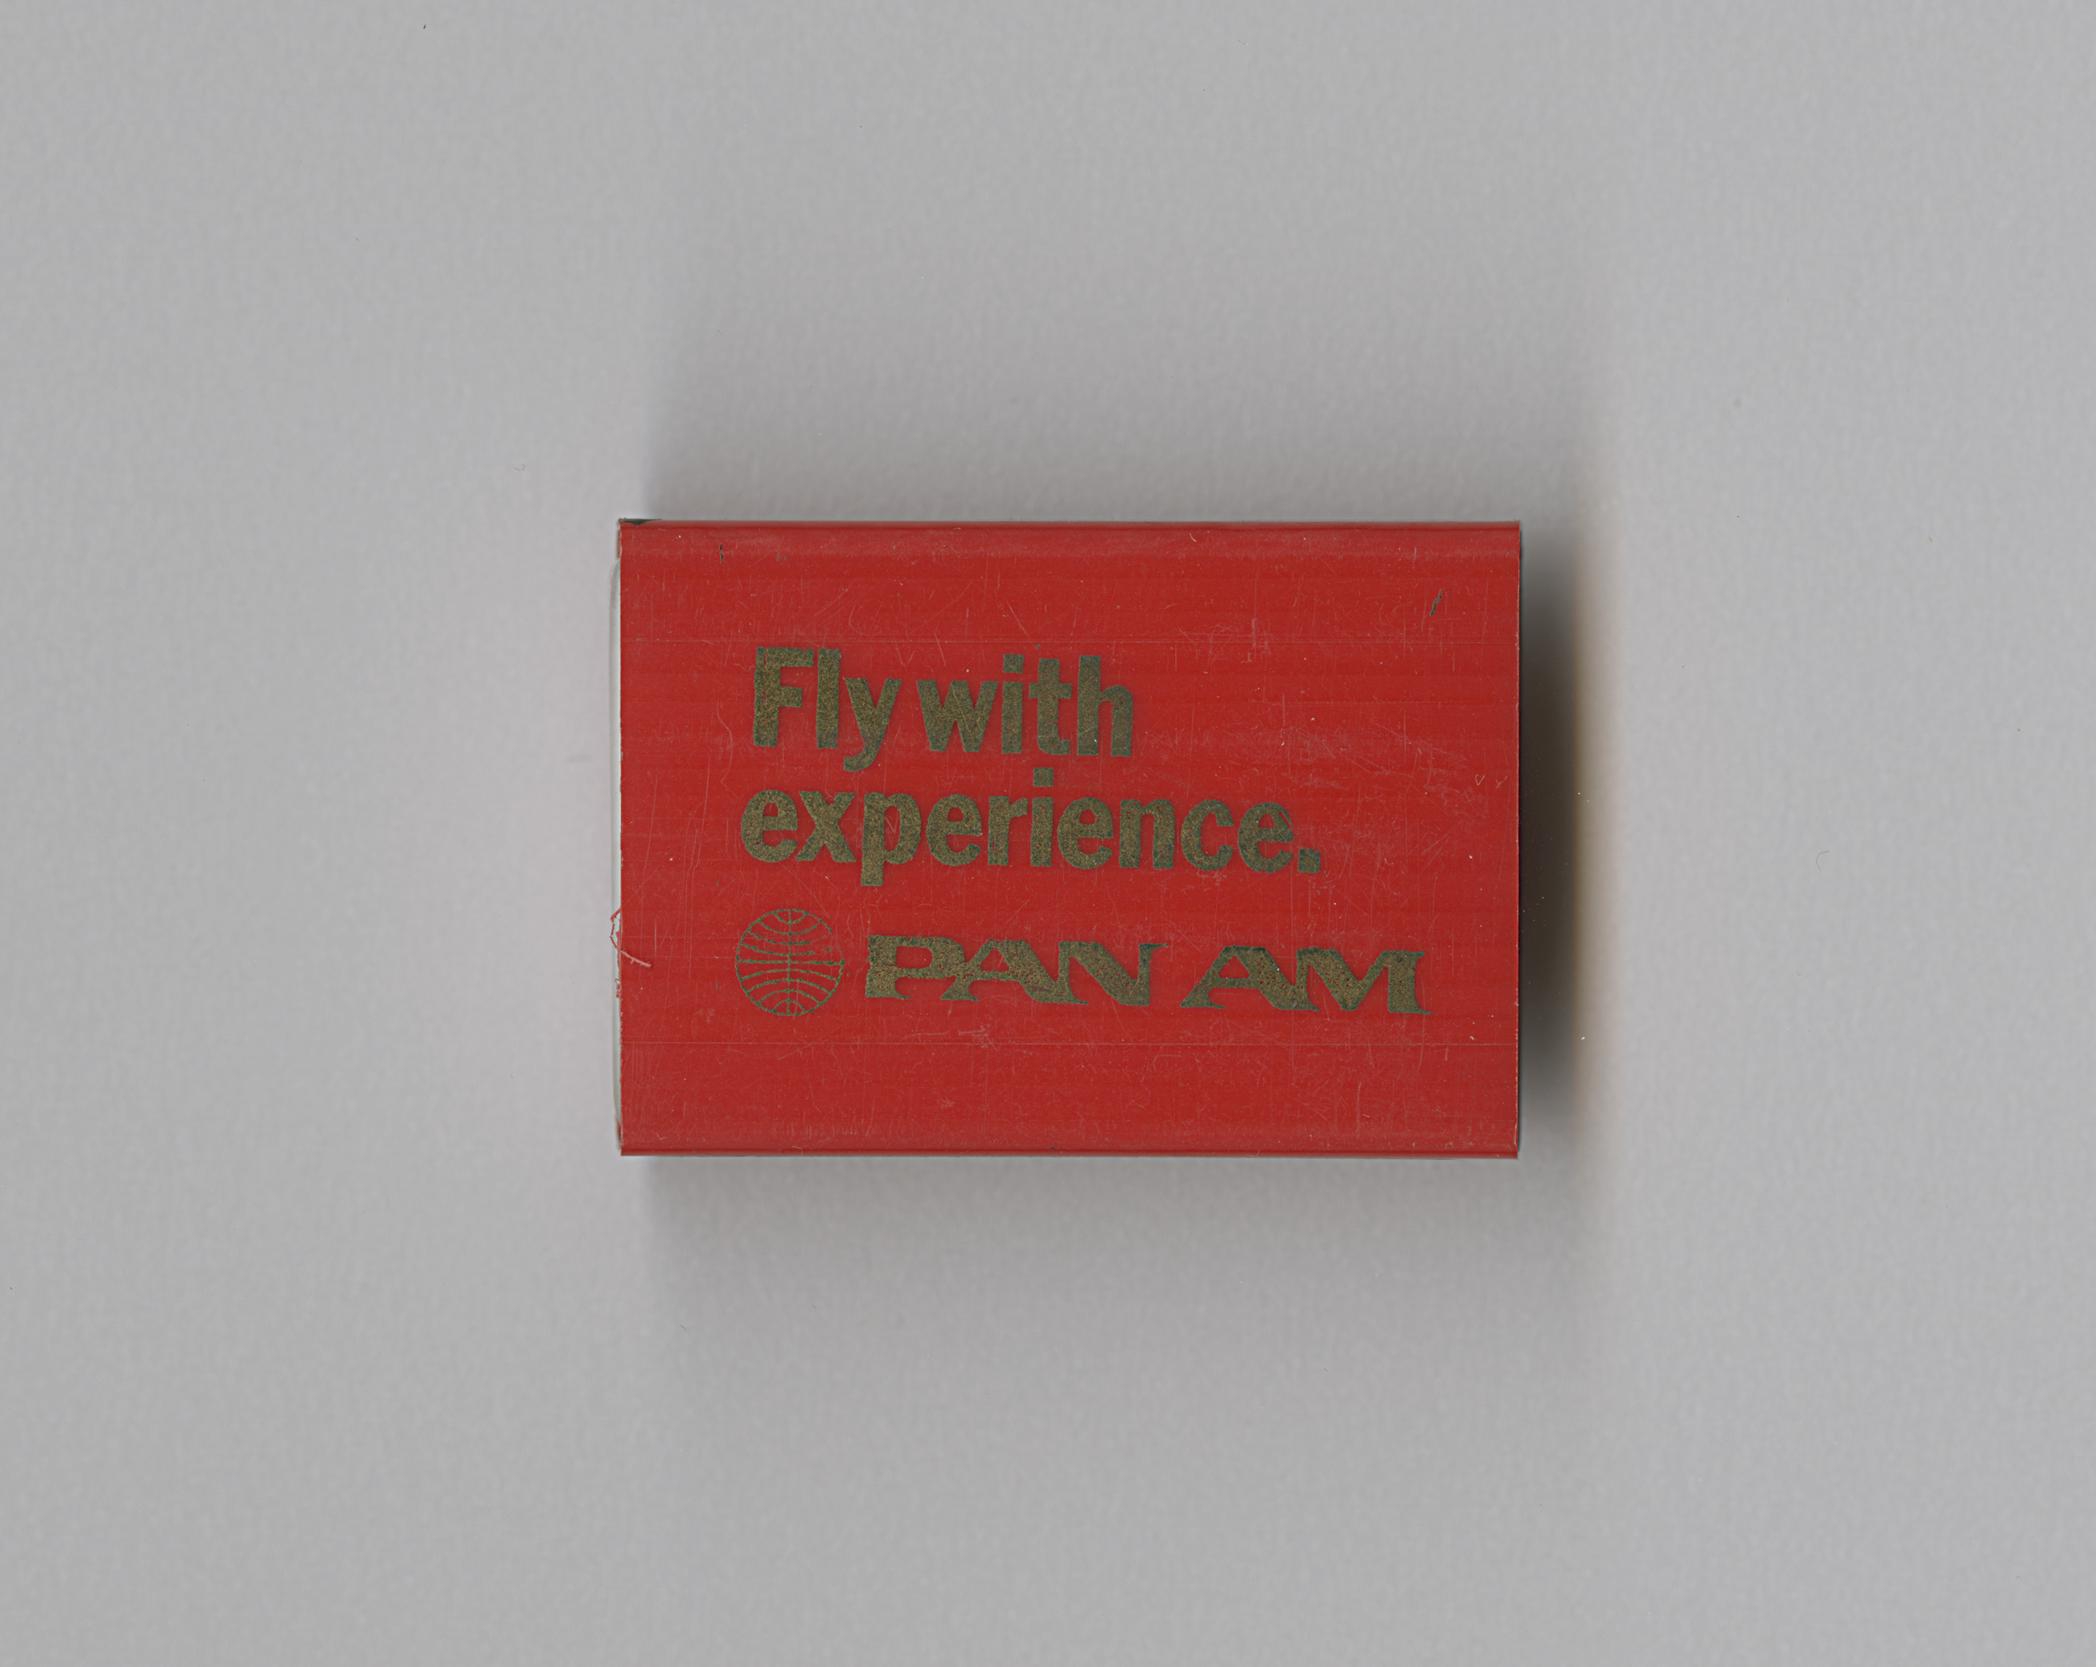 Fly with
experience.
PAN AM